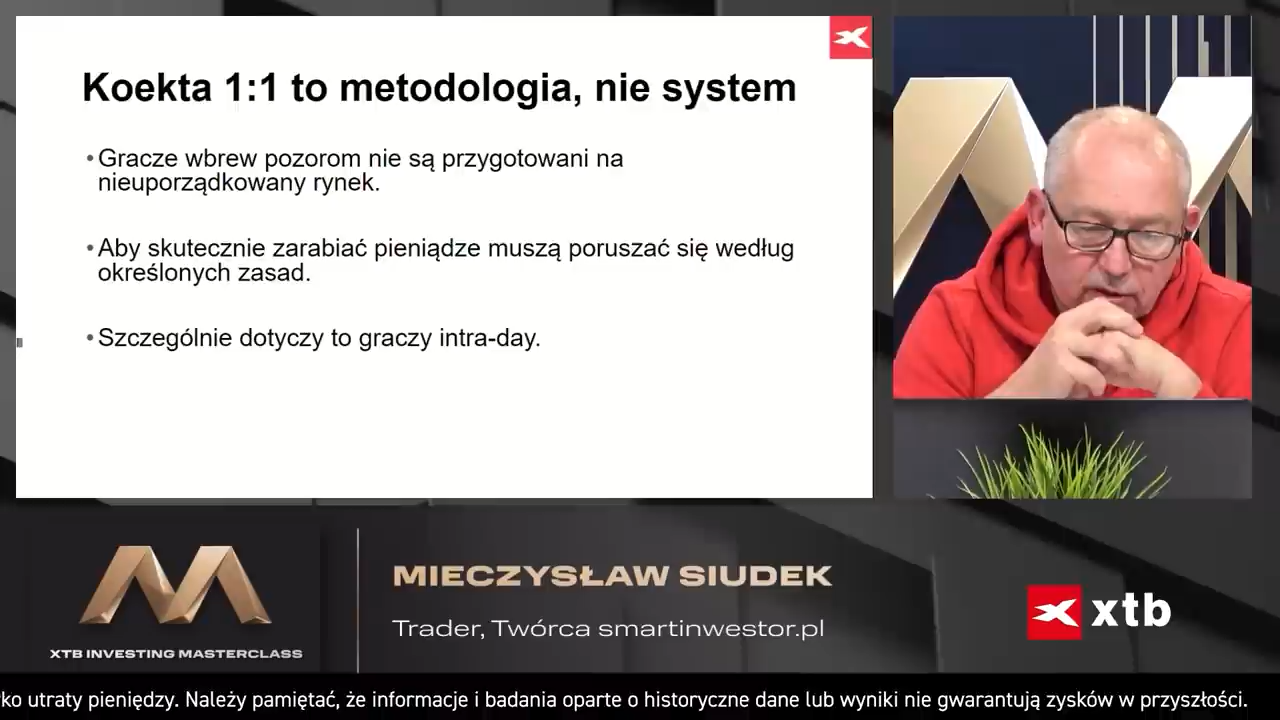 Koekta 1:1 to metodologia, nie system
•Gracze wbrew pozorom nie są przygotowani na
nieuporządkowany rynek.
•Aby skutecznie zarabiać pieniądze muszą poruszać się według
określonych zasad.
•Szczególnie dotyczy to graczy intra-day.
XTB INVESTING MASTERCLASS
MIECZYSŁAW SIUDEK
Trader, Twórca smartinwestor.pl
xtb
ko utraty pieniędzy. Należy pamiętać, że informacje i badania oparte o historyczne dane lub wyniki nie gwarantują zysków w przyszłości.